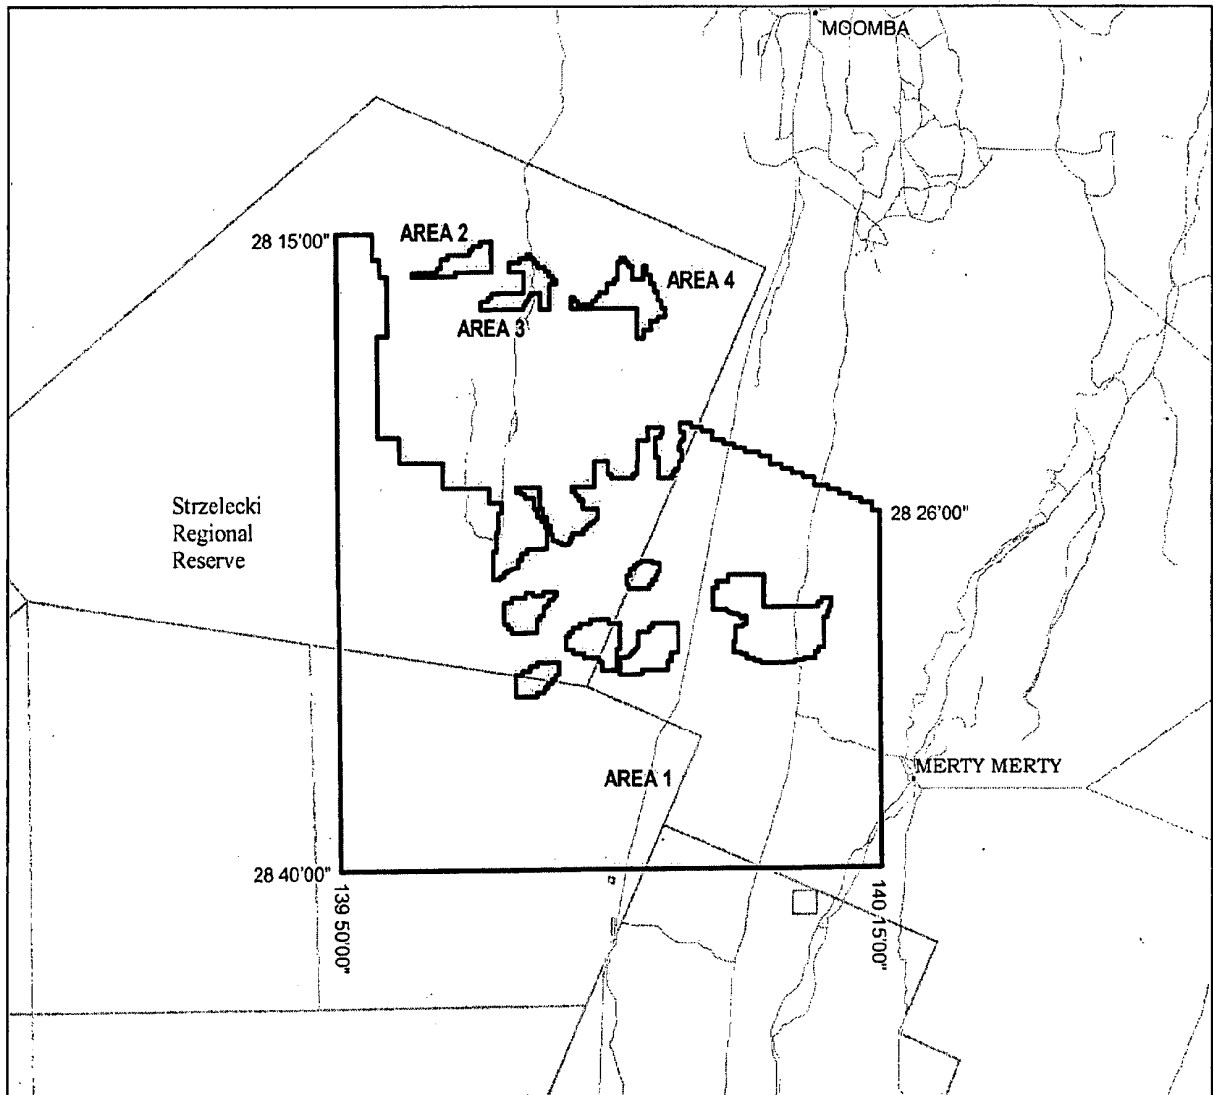 MOOMBA
28 15'00"
AREA 2
AREA 4
AREA 3
Strzelecki
Regional
Reserve
28 26'00"
MERTY MERTY
AREA 1
28 40'00"
139 50'00"
140 15'00"